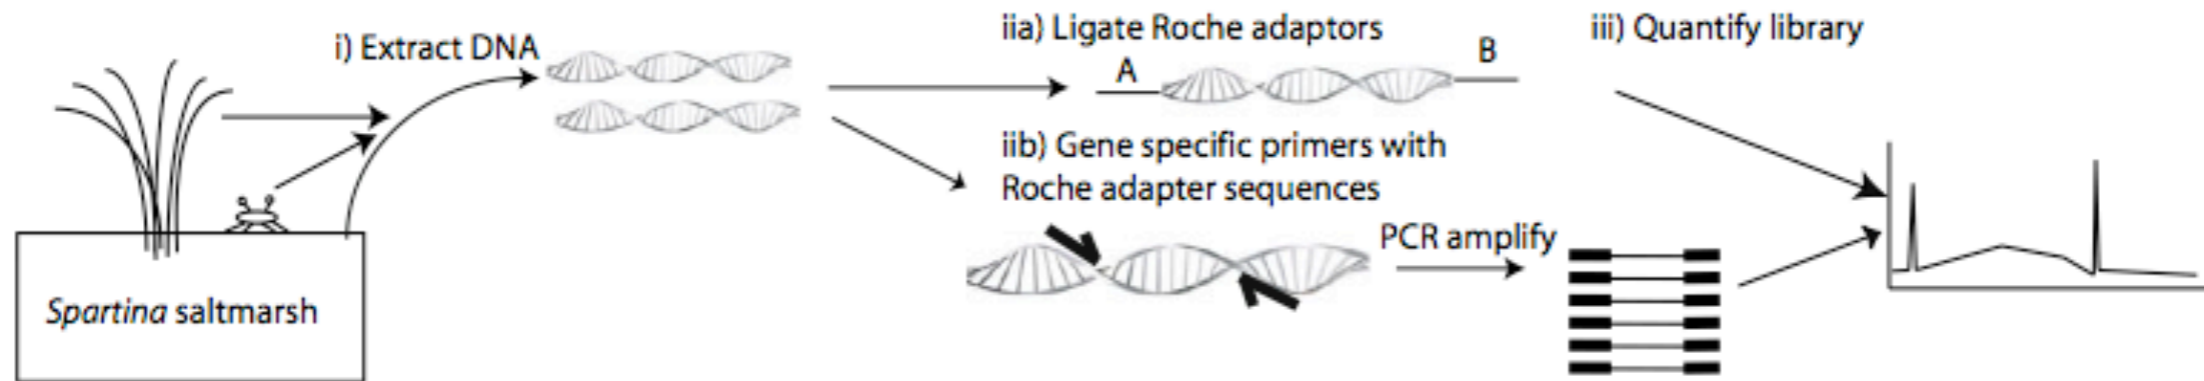 i) Extract DNA
iia) Ligate Roche adaptors
A
B
iib) Gene specific primers with
Roche adapter sequences
PCR amplify
iii) Quantify library
Spartina saltmarsh